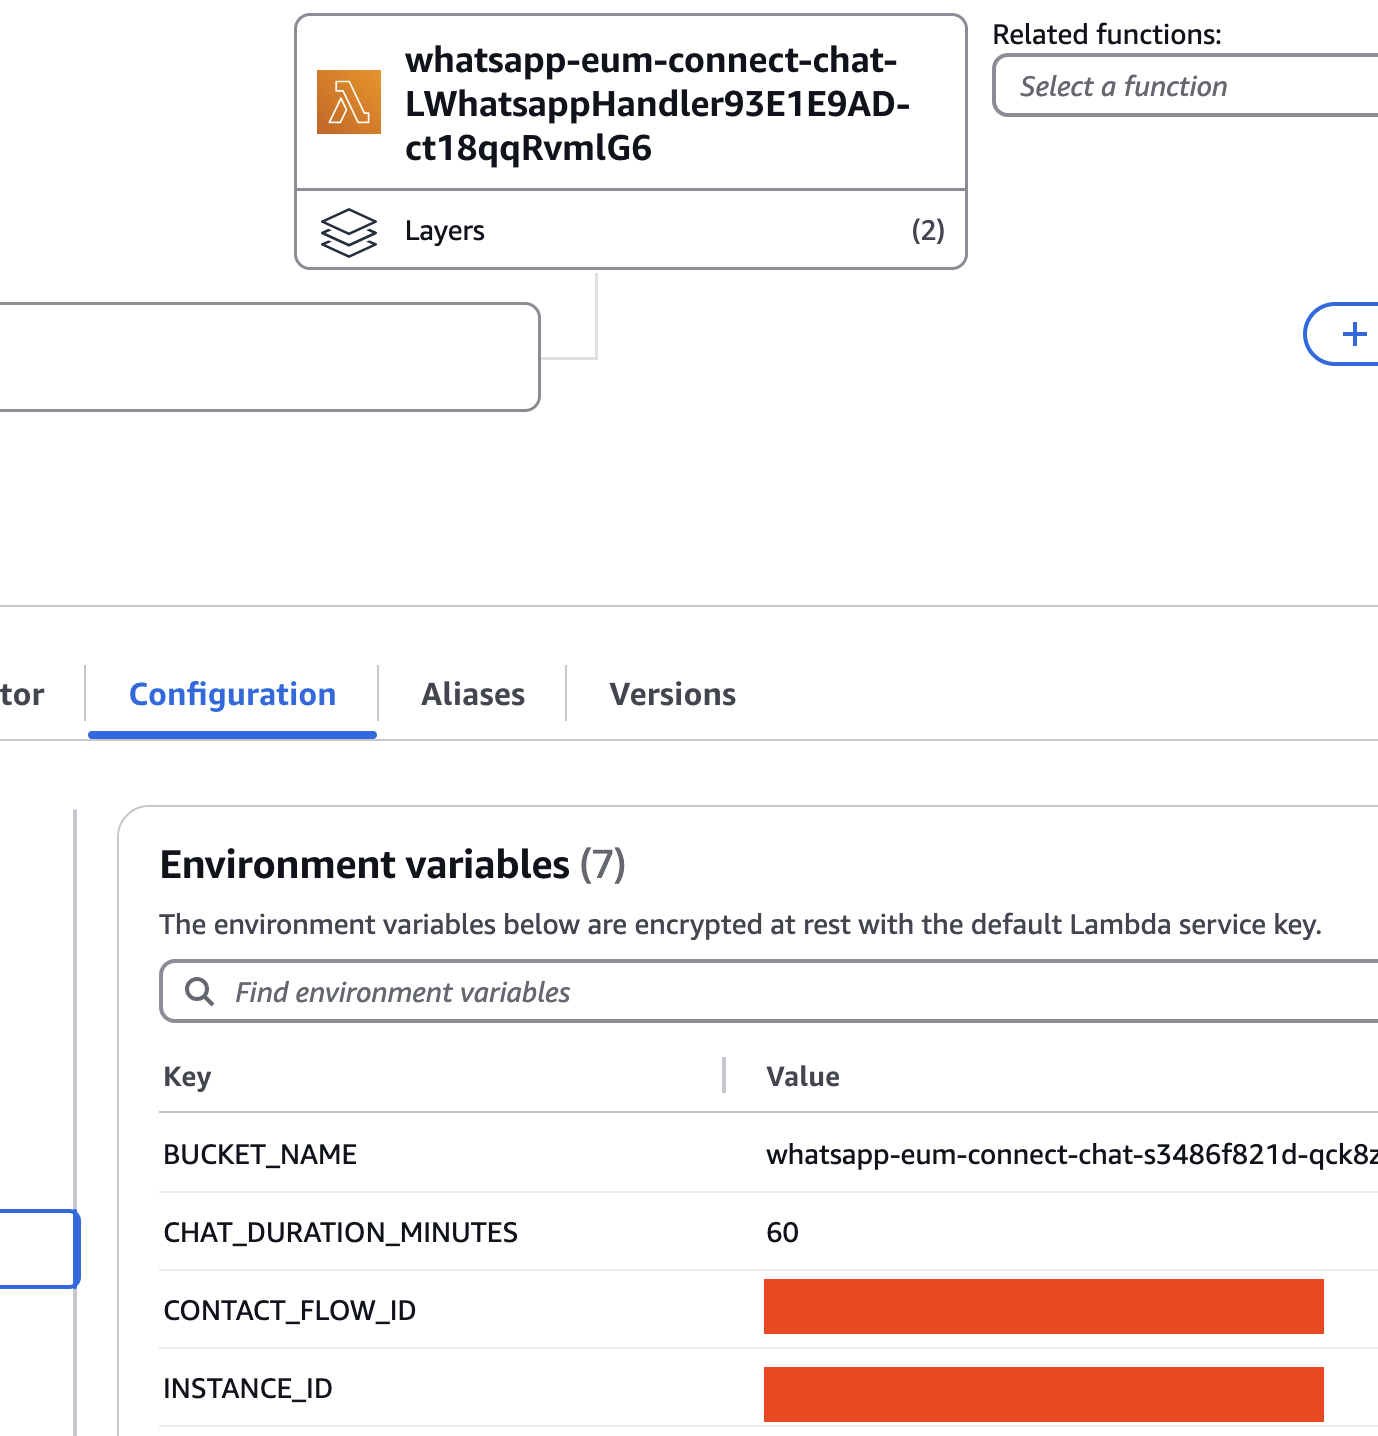 whatsapp-eum-connect-chat-
LWhatsappHandler93E1E9AD-
ct18qqRvmlG6
Layers (2)
Related functions:
Select a function
tor
Configuration
Aliases
Versions
Environment variables (7)
The environment variables below are encrypted at rest with the default Lambda service key.
Find environment variables
Key Value
BUCKET_NAME whatsapp-eum-connect-chat-s3486f821d-qck8z
CHAT_DURATION_MINUTES 60
CONTACT_FLOW_ID
INSTANCE_ID